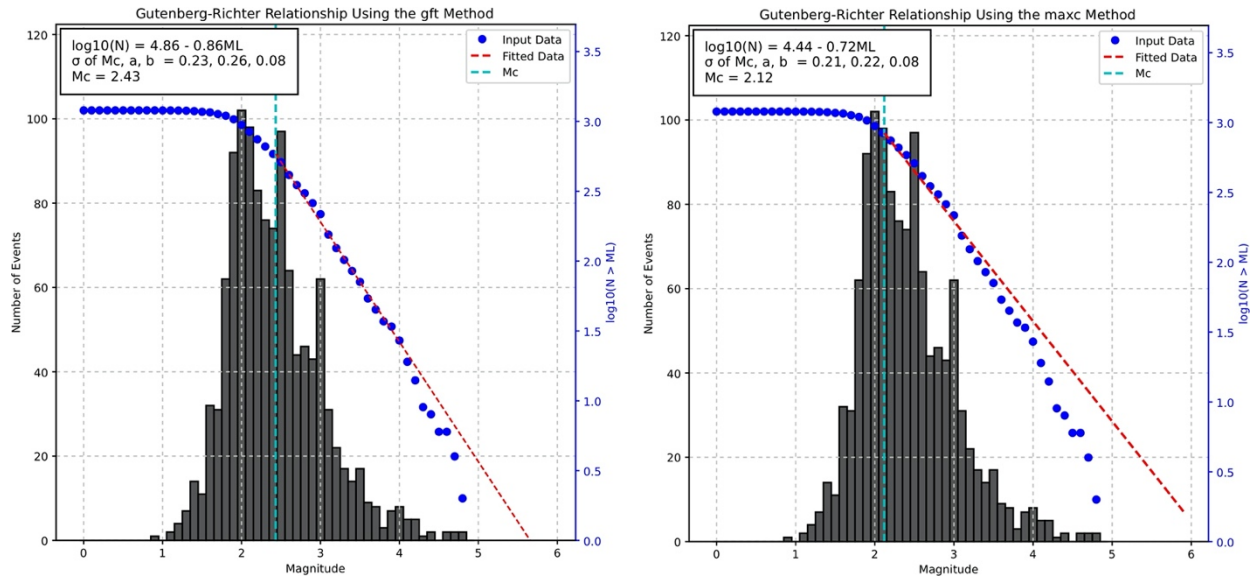 Gutenberg-Richter Relationship Using the gft Method
log10(N) = 4.86 - 0.86ML
σ of Mc, a, b = 0.23, 0.26, 0.08
Mc = 2.43
Input Data
Fitted Data
Mc
120
100
80
60
40
20
0
Number of Events
3.5
3.0
2.5
2.0
1.5
1.0
0.5
0.0
log10(N > ML)
0 1 2 3 4 5 6
Magnitude
Gutenberg-Richter Relationship Using the maxc Method
log10(N) = 4.44 - 0.72ML
σ of Mc, a, b = 0.21, 0.22, 0.08
Mc = 2.12
Input Data
Fitted Data
Mc
120
100
80
60
40
20
0
Number of Events
3.5
3.0
2.5
2.0
1.5
1.0
0.5
0.0
log10(N > ML)
0 1 2 3 4 5 6
Magnitude